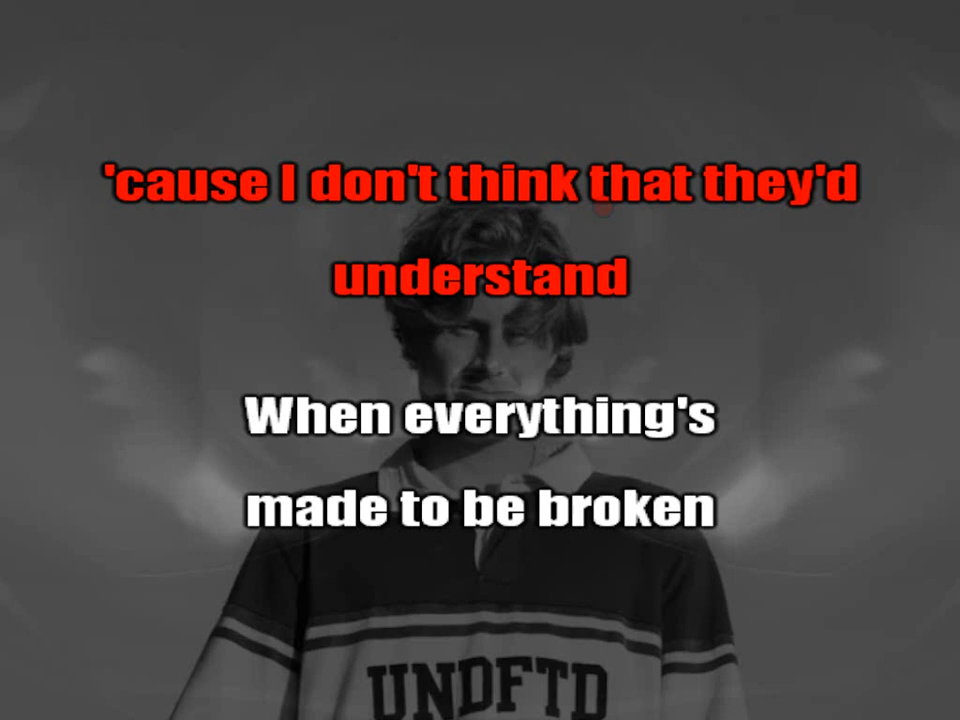 'cause I don't think that they'd
understand
When everything's
made to be broken
UNDFTD